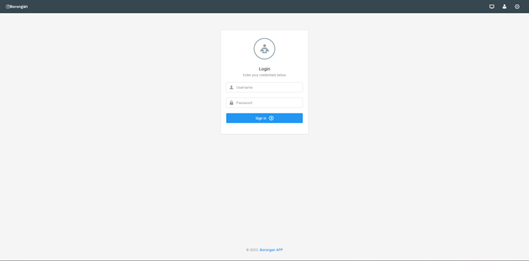 Borongan
Login
Enter your credentials below
Username
Password
Sign in
© 2022. Borongan APP